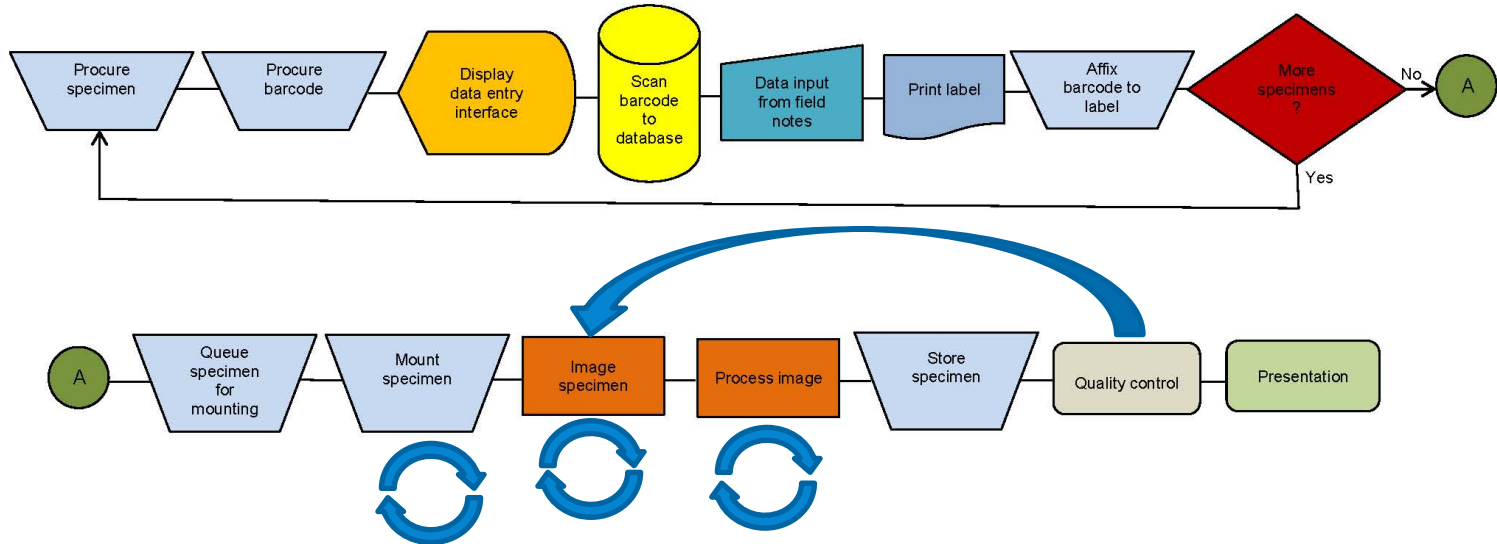 Procure
specimen
Procure
barcode
Display
data entry
interface
Scan
barcode
to
database
Data input
from field
notes
Print label
Affix
barcode to
label
More
specimens
?
No
A
Yes
A
Queue
specimen
for
mounting
Mount
specimen
Image
specimen
Process image
Store
specimen
Quality control
Presentation